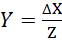 Y = ΔX / Z